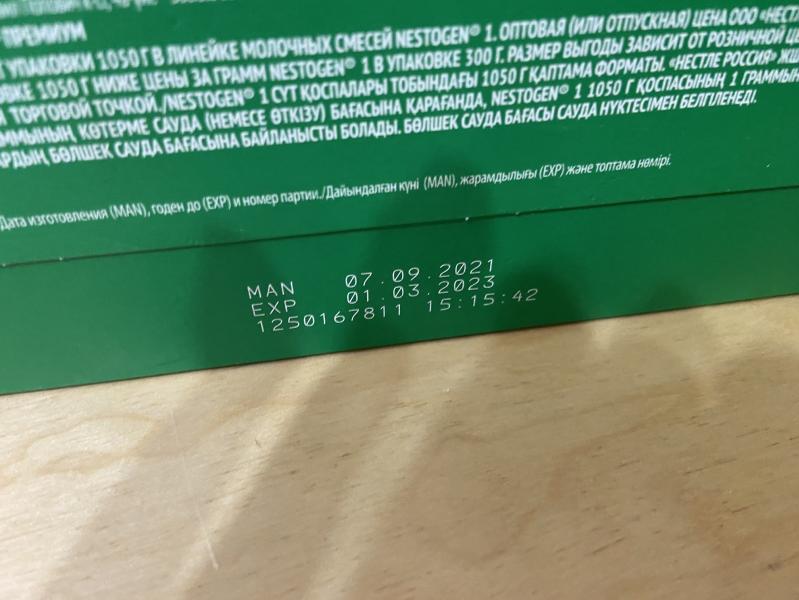 ПРЕМИУМ
УПАКОВКИ 1050 Г В ЛИНЕЙКЕ МОЛОЧНЫХ СМЕСЕЙ NESTOGEN® 1. ОПТОВАЯ (ИЛИ ОТПУСКНАЯ) ЦЕНА ООО «НЕСТЛЕ
1050 Г НИЖЕ ЦЕНЫ ЗА ГРАММ NESTOGEN® 1 В УПАКОВКЕ 300 Г. РАЗМЕР ВЫГОДЫ ЗАВИСИТ ОТ РОЗНИЧНОЙ
ТОРГОВОЙ ТОЧКОЙ./NESTOGEN® 1 СҮТ ҚОСПАЛАРЫ ТОБЫНДАҒЫ 1050 Г ҚАПТАМА ФОРМАТЫ. «НЕСТЛЕ РОССИЯ» ЖШ
КӨТЕРМЕ САУДА (НЕМЕСЕ ӨТКІЗУ) БАҒАСЫНА ҚАРАҒАНДА, NESTOGEN® 1 1050 Г ҚОСПАСЫНЫҢ 1 ГРАММЫН
БӨЛШЕК САУДА БАҒАСЫНА БАЙЛАНЫСТЫ БОЛАДЫ. БӨЛШЕК САУДА БАҒАСЫ САУДА НҮКТЕСІМЕН БЕЛГІЛЕНЕДІ.
Дата изготовления (MAN), годен до (EXP) и номер партии./Дайындалған күні (MAN), жарамдылығы (EXP) және топтама нөмірі.
MAN 07.09.2021
EXP 01.03.2023
1250167811 15:15:42